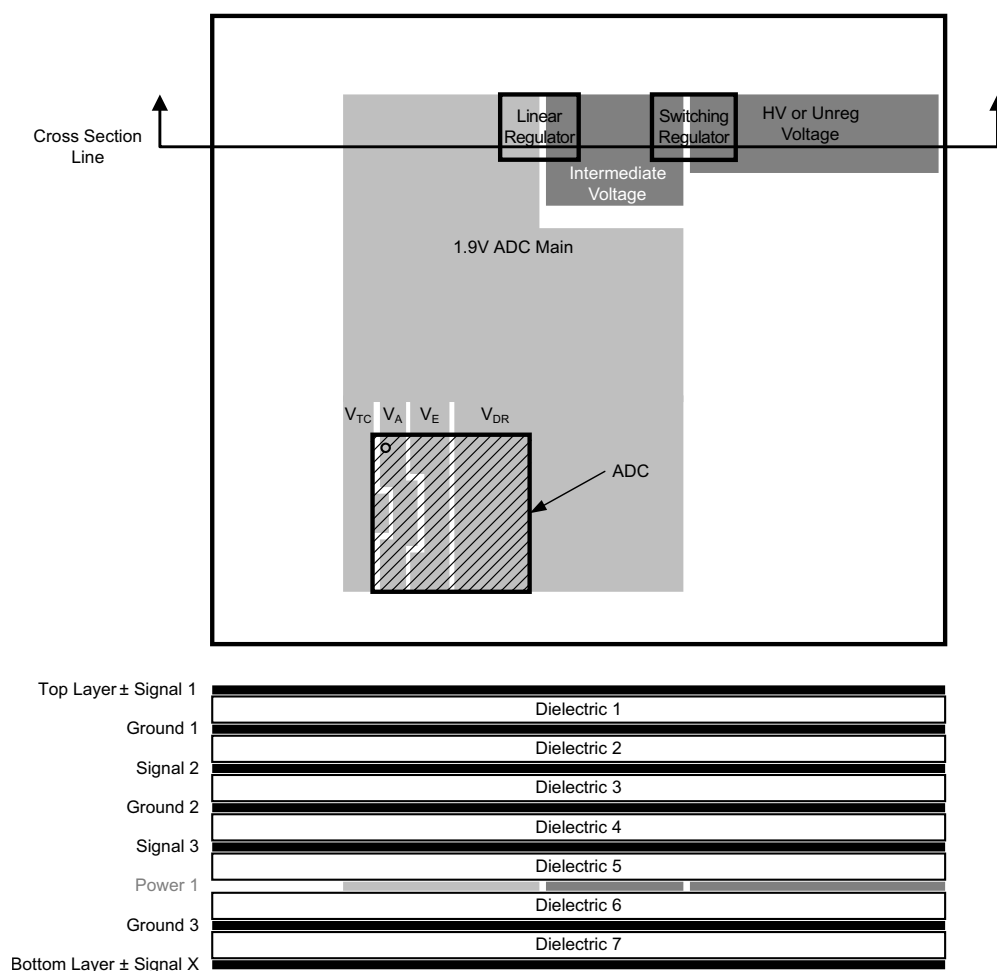 Cross Section
Line
Linear
Regulator
Switching
Regulator
HV or Unreg
Voltage
Intermediate
Voltage
1.9V ADC Main
VTC VA VE VDR
ADC
Top Layer ± Signal 1
Dielectric 1
Ground 1
Dielectric 2
Signal 2
Dielectric 3
Ground 2
Dielectric 4
Signal 3
Dielectric 5
Power 1
Dielectric 6
Ground 3
Dielectric 7
Bottom Layer ± Signal X